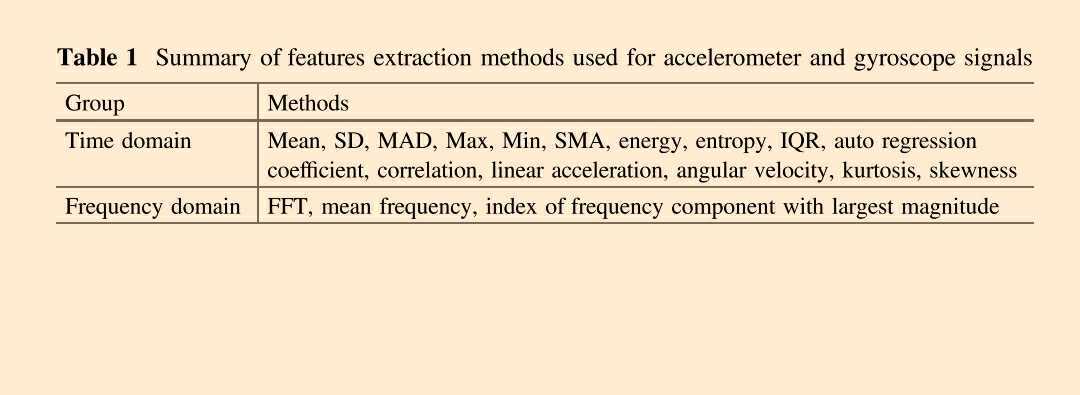 Table 1 Summary of features extraction methods used for accelerometer and gyroscope signals
Group Methods
Time domain Mean, SD, MAD, Max, Min, SMA, energy, entropy, IQR, auto regression
coefficient, correlation, linear acceleration, angular velocity, kurtosis, skewness
Frequency domain FFT, mean frequency, index of frequency component with largest magnitude